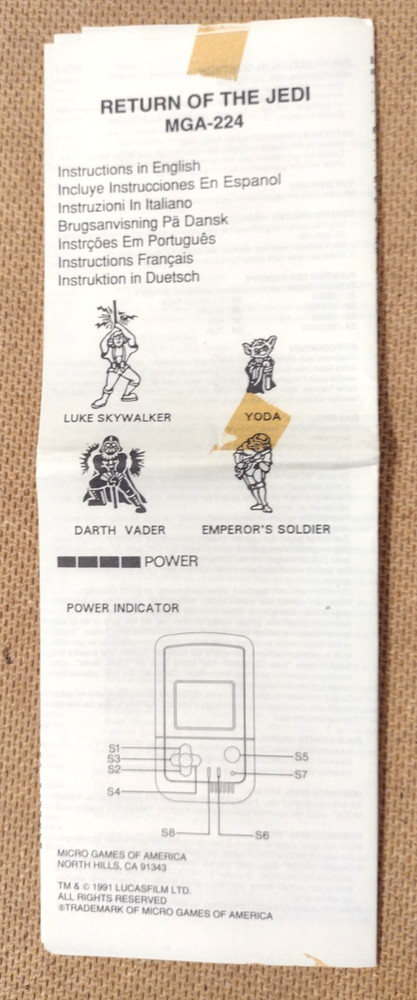 RETURN OF THE JEDI
MGA-224
Instructions in English
Incluye Instrucciones En Espanol
Instruzioni In Italiano
Brugsanvisning Pä Dansk
Instrções Em Português
Instructions Français
Instruktion in Duetsch
LUKE SKYWALKER
YODA
DARTH VADER
EMPEROR'S SOLDIER
POWER
POWER INDICATOR
S1
S3
S2
S4
S5
S7
S8
S6
MICRO GAMES OF AMERICA
NORTH HILLS, CA 91343
TM & © 1991 LUCASFILM LTD.
ALL RIGHTS RESERVED
®TRADEMARK OF MICRO GAMES OF AMERICA